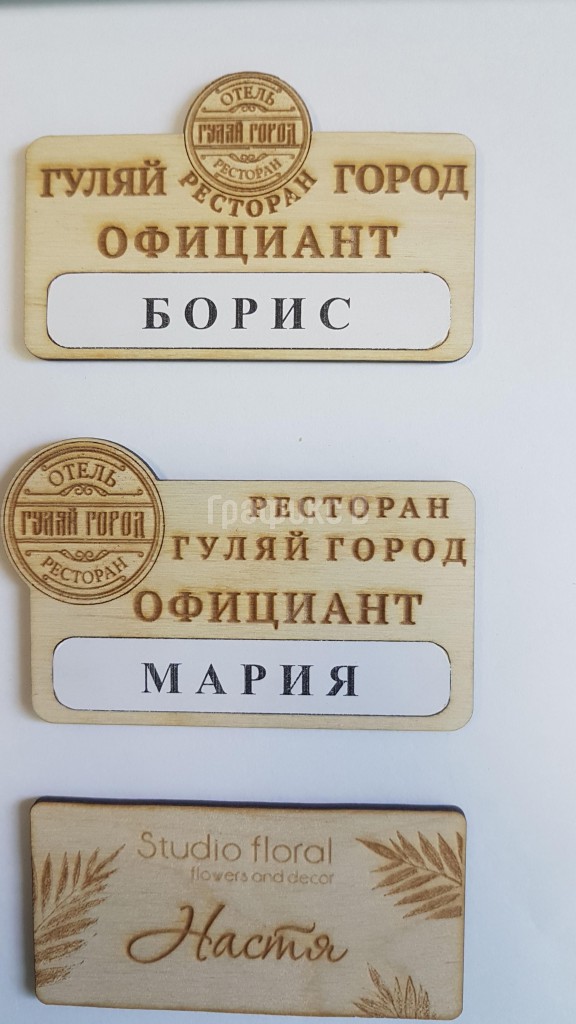 ОТЕЛЬ
ГУЛЯЙ ГОРОД
РЕСТОРАН
ГУЛЯЙ РЕСТОРАН ГОРОД
ОФИЦИАНТ
БОРИС
ОТЕЛЬ
ГУЛЯЙ ГОРОД
РЕСТОРАН
РЕСТОРАН
ГУЛЯЙ ГОРОД
ОФИЦИАНТ
МАРИЯ
Studio floral
flowers and decor
Настя